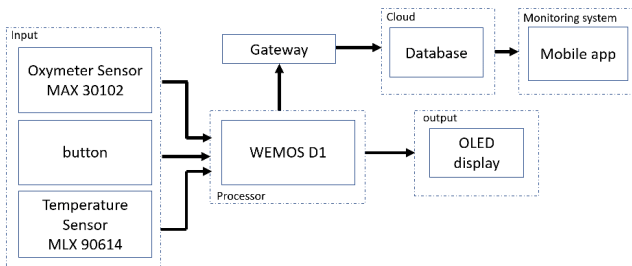 Input
Oxymeter Sensor
MAX 30102
button
Temperature
Sensor
MLX 90614
Gateway
WEMOS D1
Processor
Cloud
Database
Monitoring system
Mobile app
output
OLED
display